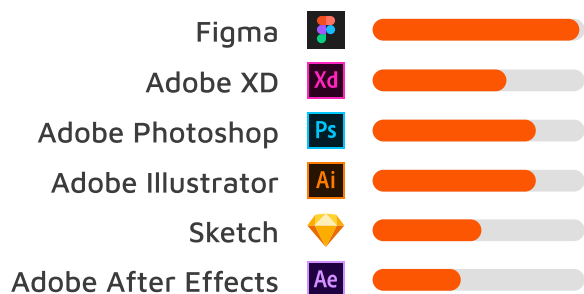 Figma
Adobe XD Xd
Adobe Photoshop Ps
Adobe Illustrator Ai
Sketch
Adobe After Effects Ae